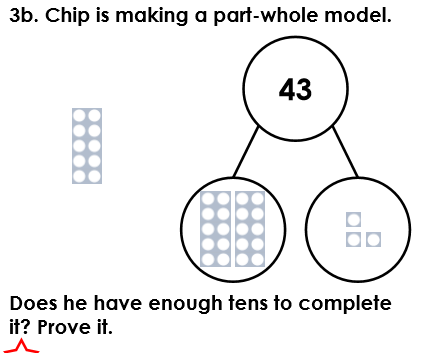 3b. Chip is making a part-whole model.
43
Does he have enough tens to complete
it? Prove it.